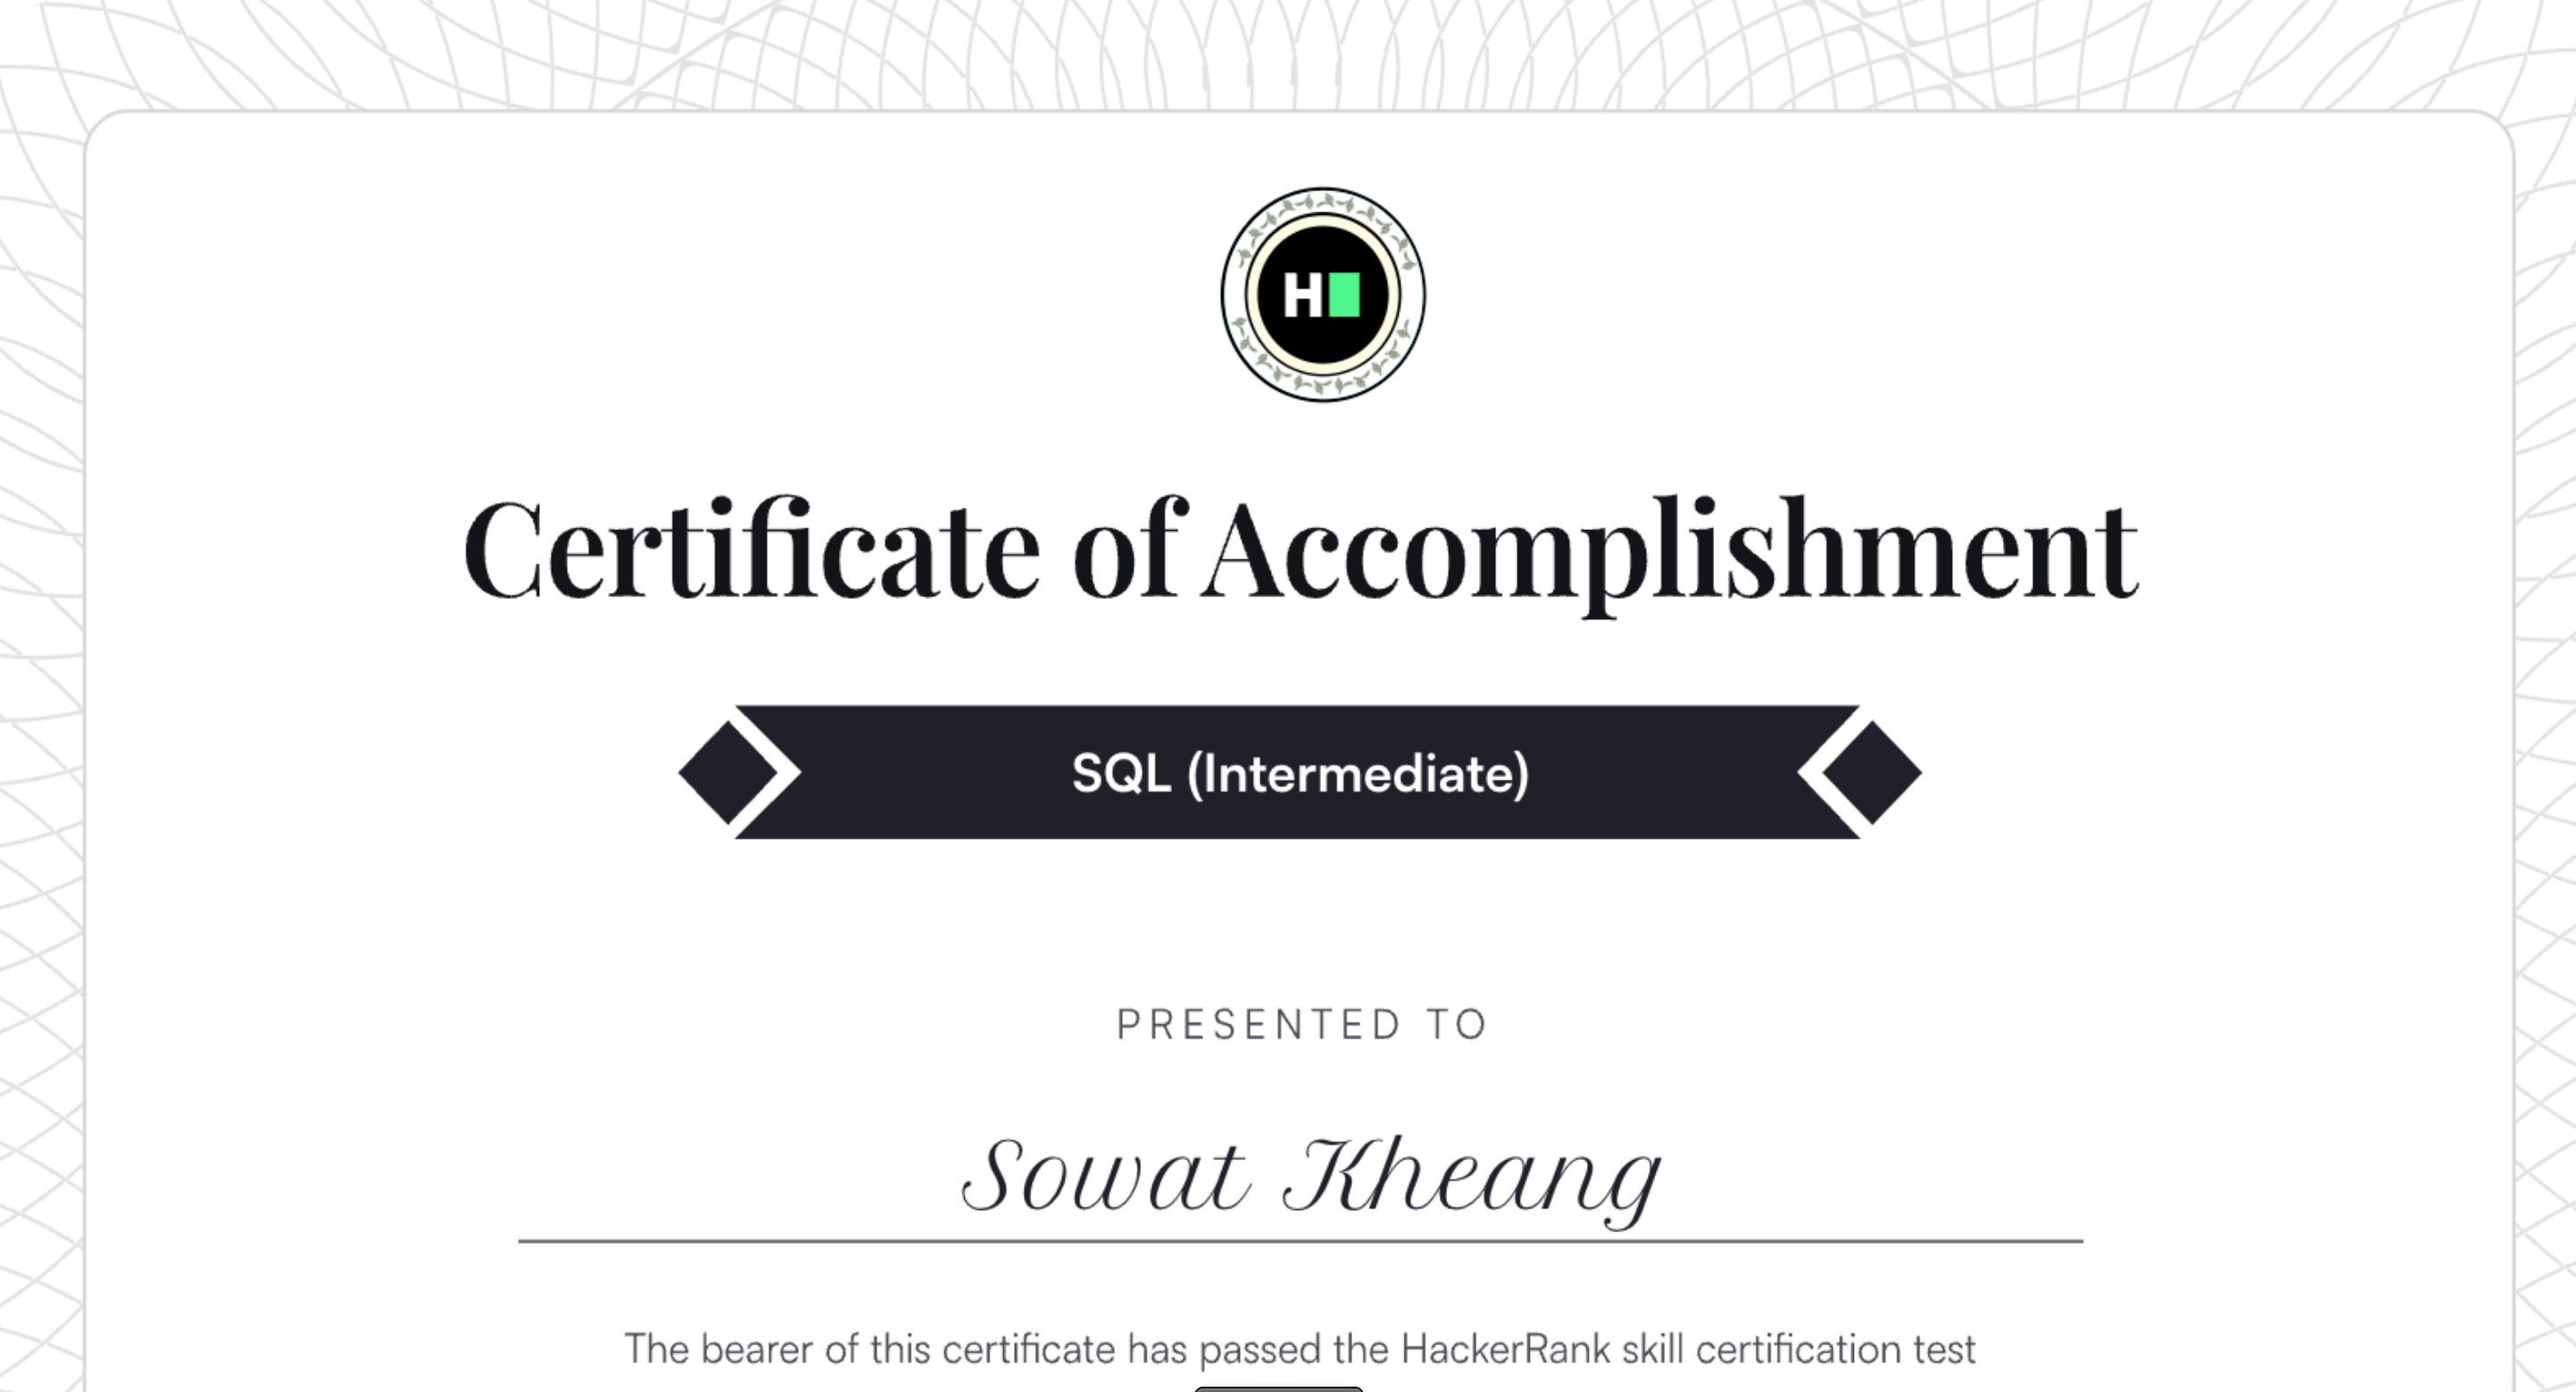 H
Certificate of Accomplishment
SQL (Intermediate)
PRESENTED TO
Sowat Kheang
The bearer of this certificate has passed the HackerRank skill certification test